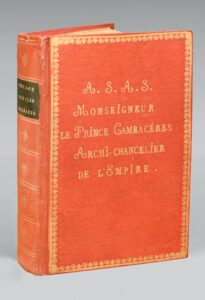 A. S. A. S.
MONSEIGNEUR
LE PRINCE CAMBACÉRÈS
ARCHI-CHANCELIER
DE L'EMPIRE.